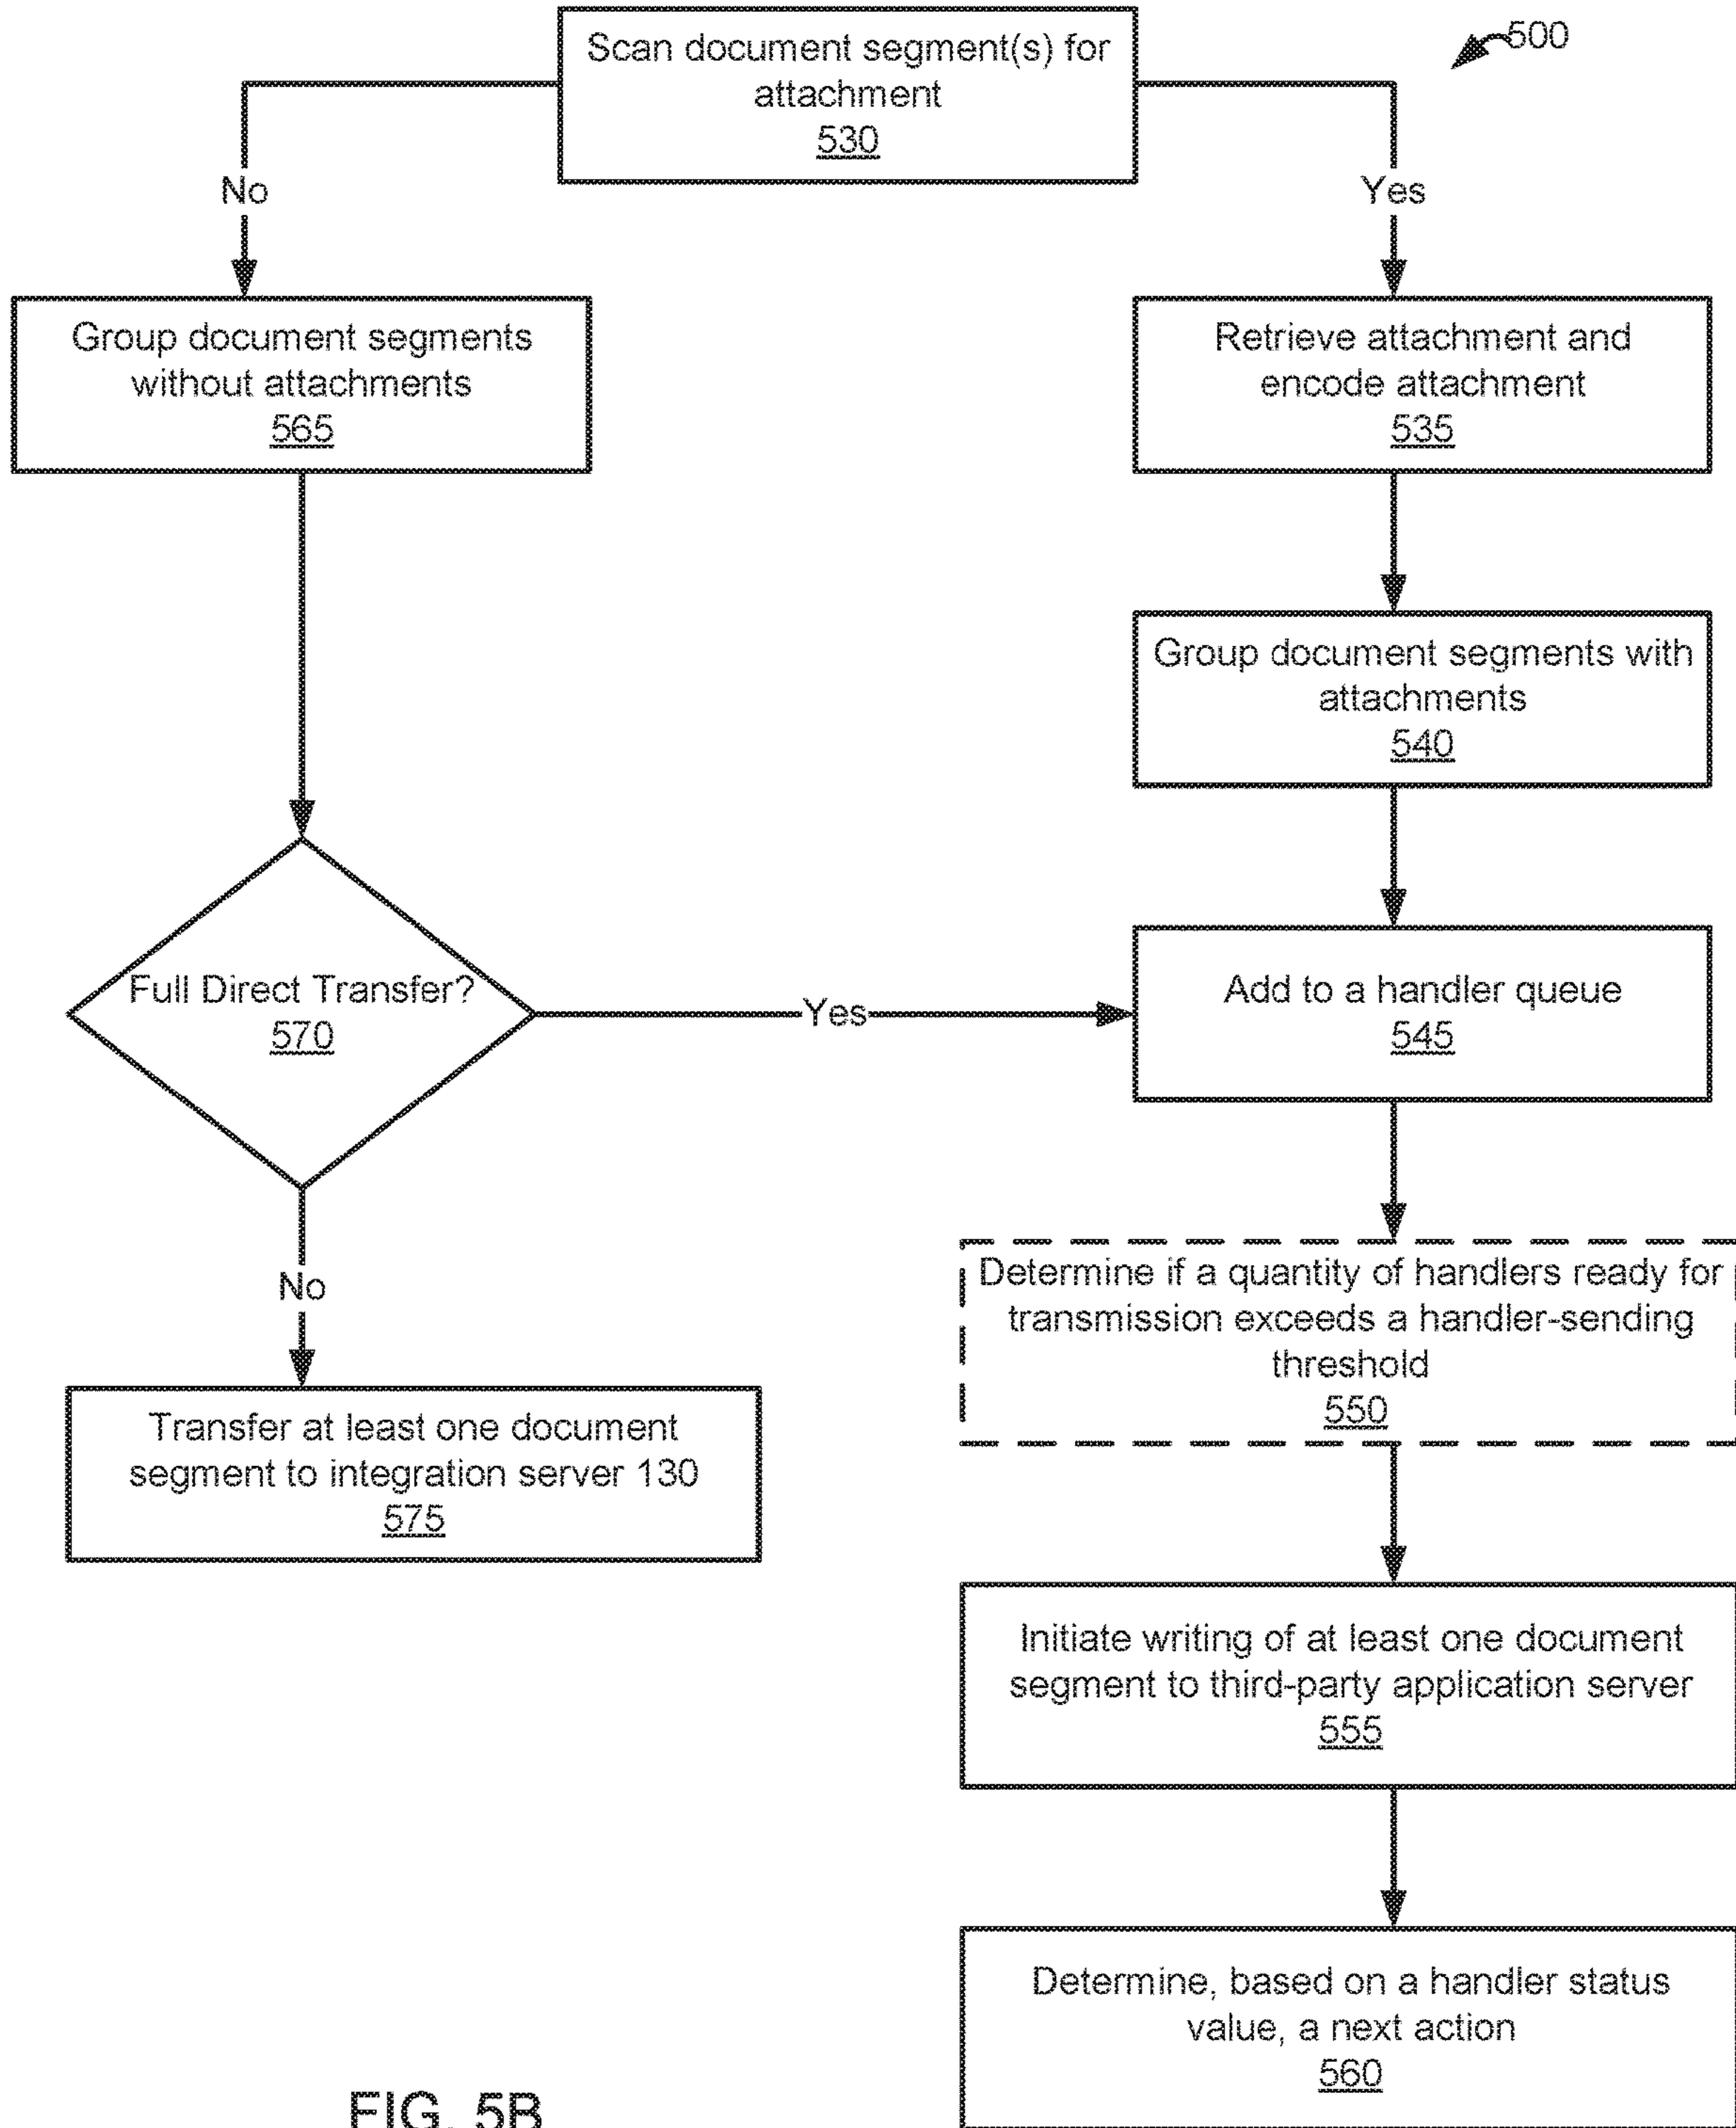 Scan document segment(s) for
attachment
530
500
No
Yes
Group document segments
without attachments
565
Retrieve attachment and
encode attachment
535
Group document segments with
attachments
540
Full Direct Transfer?
570
Yes
Add to a handler queue
545
No
Determine if a quantity of handlers ready for
transmission exceeds a handler-sending
threshold
550
Transfer at least one document
segment to integration server 130
575
Initiate writing of at least one document
segment to third-party application server
555
Determine, based on a handler status
value, a next action
560
FIG. 5B